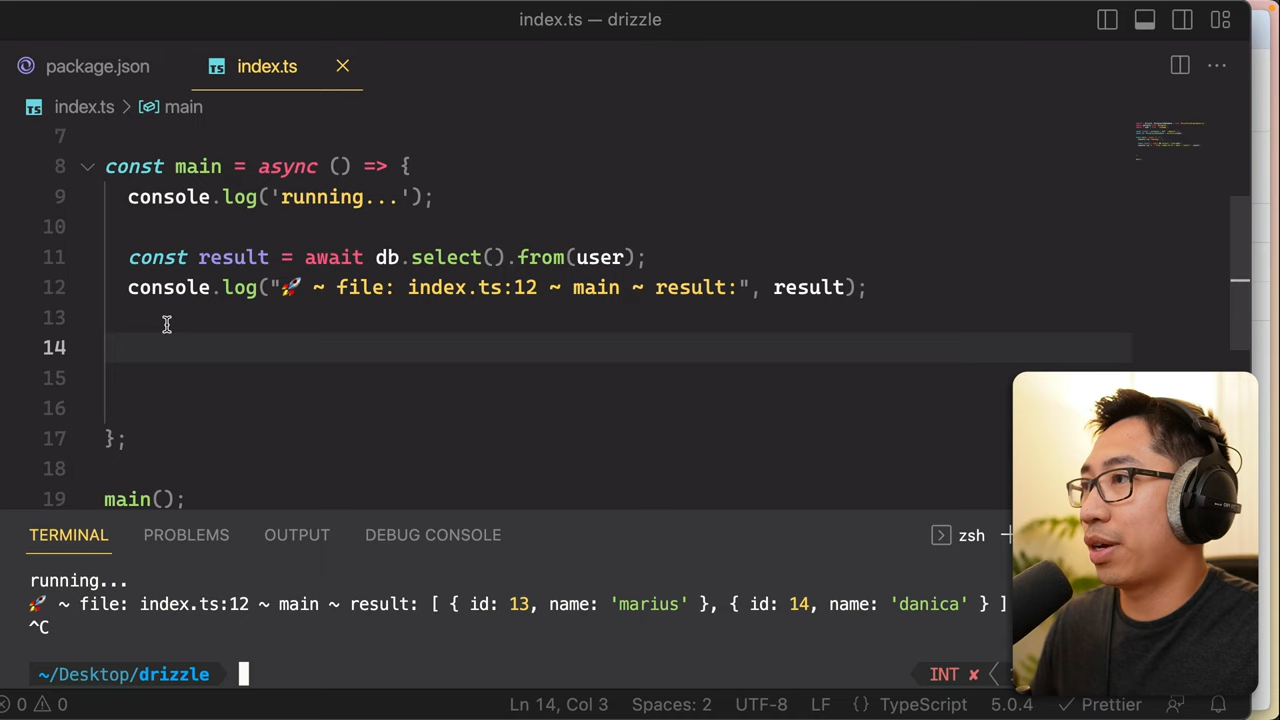 index.ts — drizzle
package.json
TS index.ts
TS index.ts > main
7
8 const main = async () => {
9 console.log('running...');
10
11 const result = await db.select().from(user);
12 console.log("🚀 ~ file: index.ts:12 ~ main ~ result:", result);
13
14
15
16
17 };
18
19 main();
TERMINAL PROBLEMS OUTPUT DEBUG CONSOLE zsh
running...
🚀 ~ file: index.ts:12 ~ main ~ result: [ { id: 13, name: 'marius' }, { id: 14, name: 'danica' } ]
^C
~/Desktop/drizzle INT ✘
0 0 Ln 14, Col 3 Spaces: 2 UTF-8 LF {} TypeScript 5.0.4 ✓ Prettier